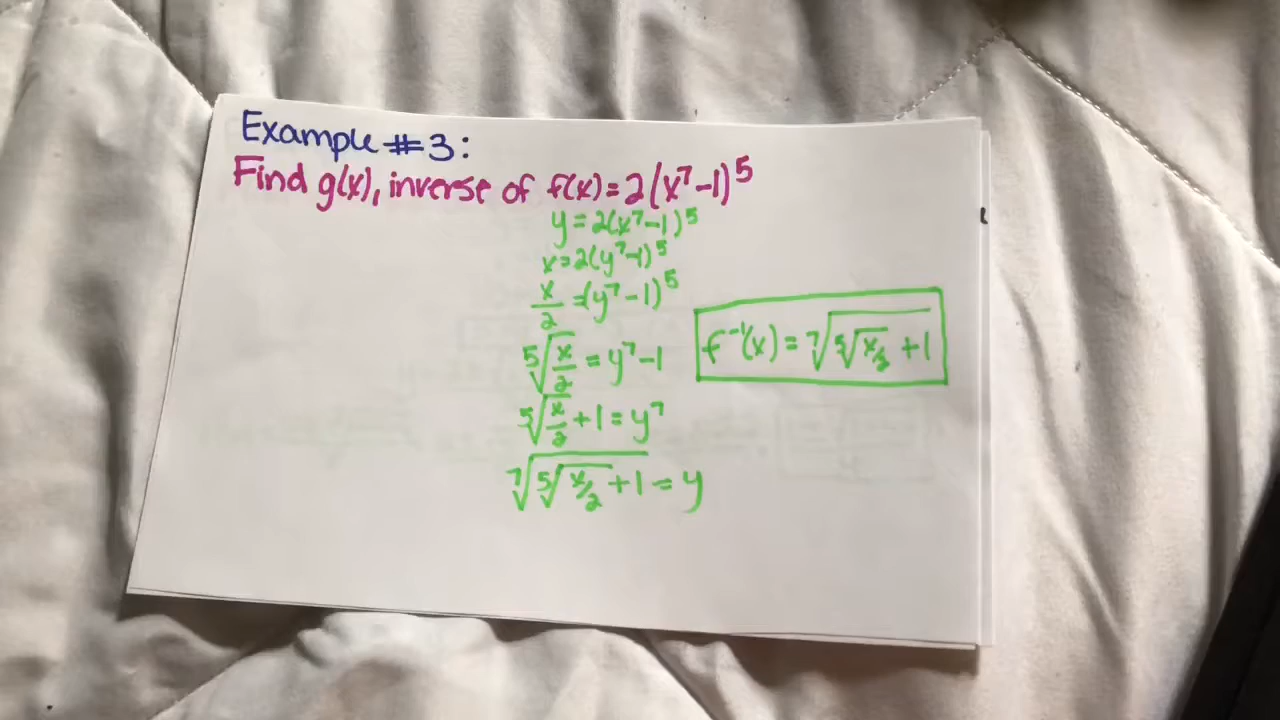 Example #3:
Find g(x), inverse of f(x)=2(x⁷-1)⁵
y=2(x⁷-1)⁵
x=2(y⁷-1)⁵
x/2=(y⁷-1)⁵
⁵√(x/2)=y⁷-1
⁵√(x/2)+1=y⁷
⁷√(⁵√(x/2)+1)=y
f⁻¹(x)=⁷√(⁵√(x/2)+1)